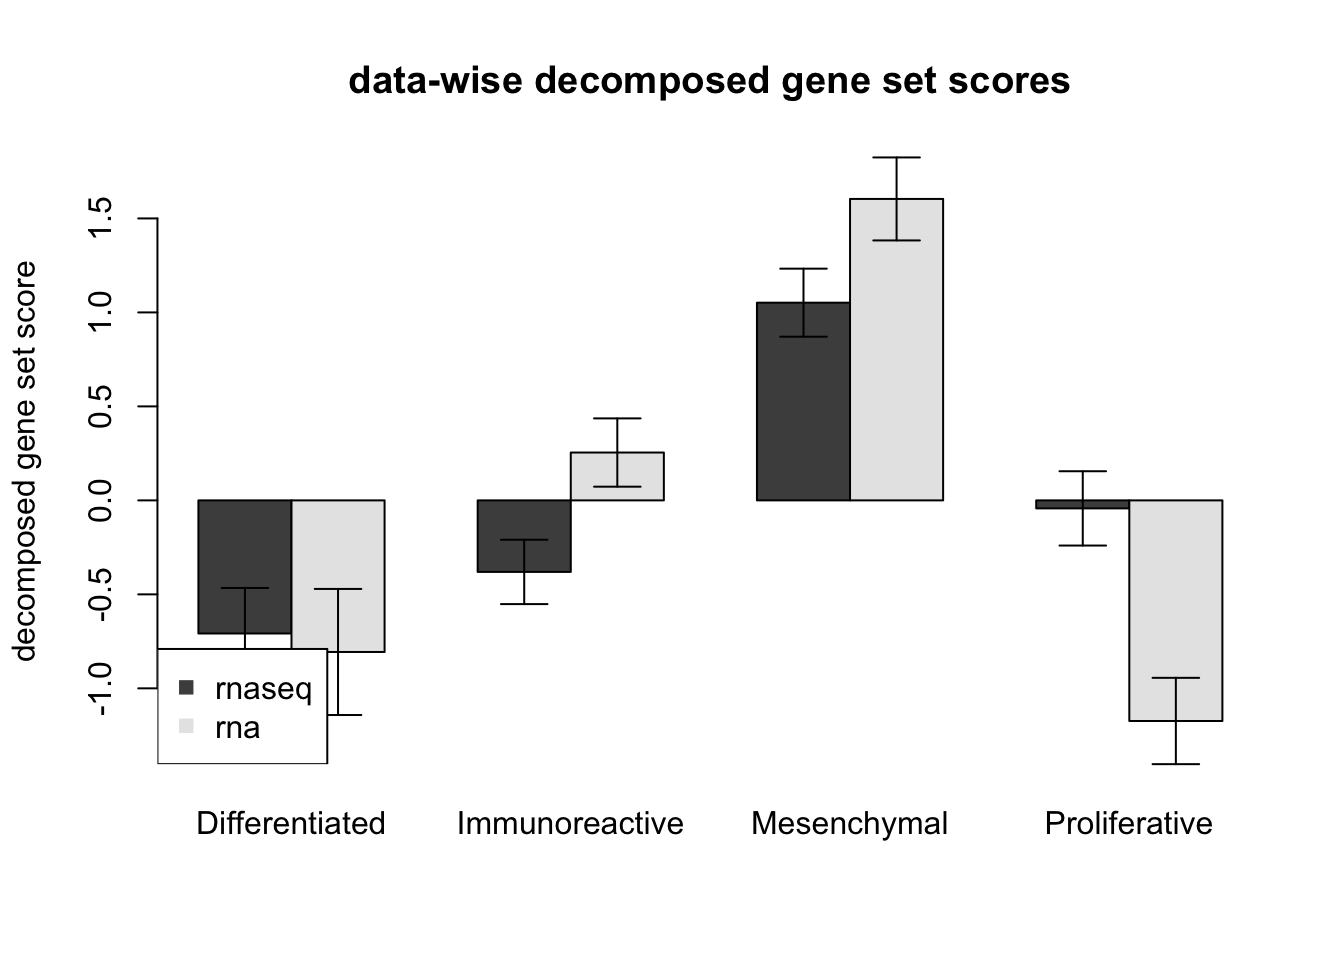 data-wise decomposed gene set scores
decomposed gene set score
1.5
1.0
0.5
0.0
-0.5
-1.0
rnaseq
rna
Differentiated
Immunoreactive
Mesenchymal
Proliferative